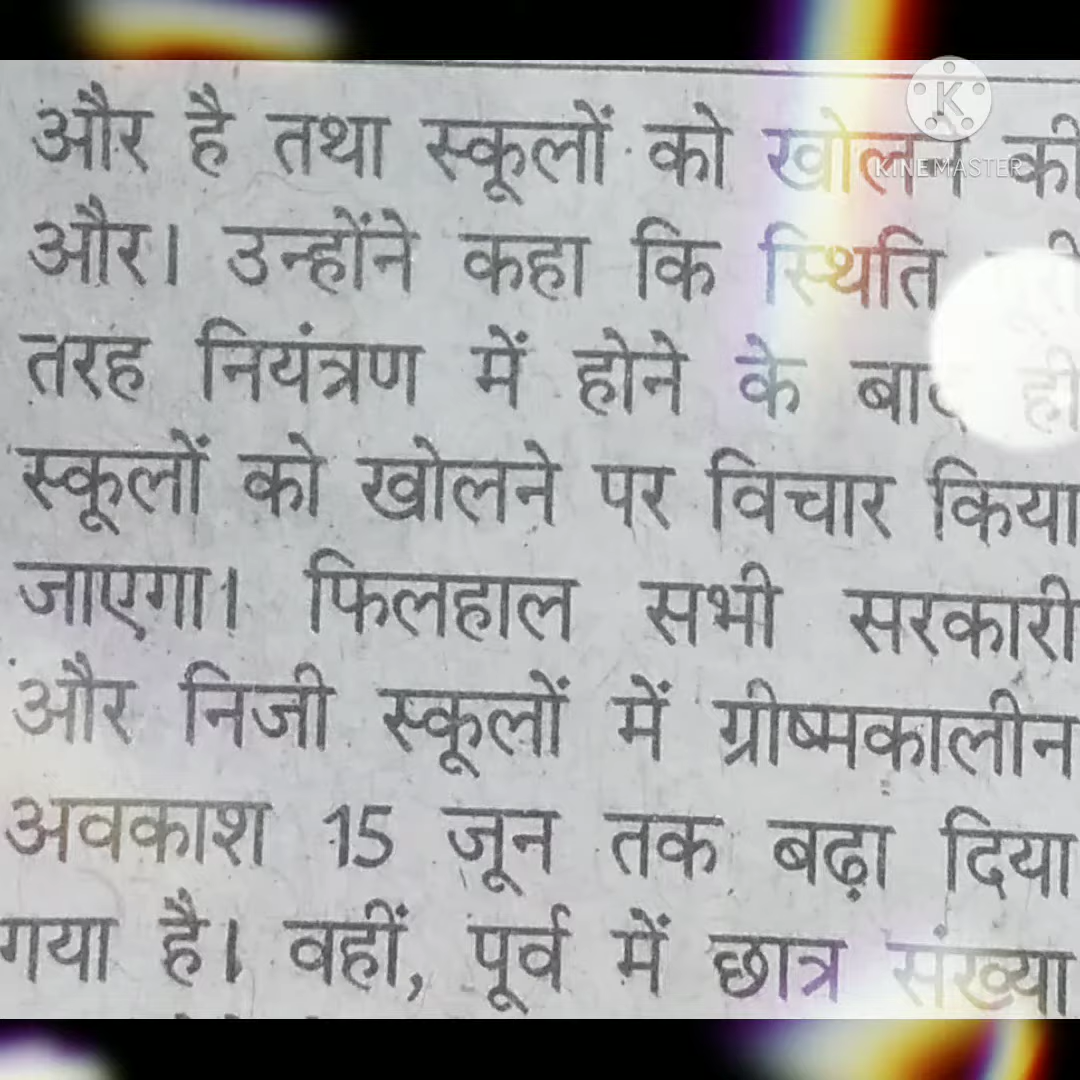 KINEMASTER
और है तथा स्कूलों को खोलने की
और। उन्होंने कहा कि स्थिति
तरह नियंत्रण में होने के बाद ही
स्कूलों को खोलने पर विचार किया
जाएगा। फिलहाल सभी सरकारी
और निजी स्कूलों में ग्रीष्मकालीन
अवकाश 15 जून तक बढ़ा दिया
गया है। वहीं, पूर्व में छात्र संख्या